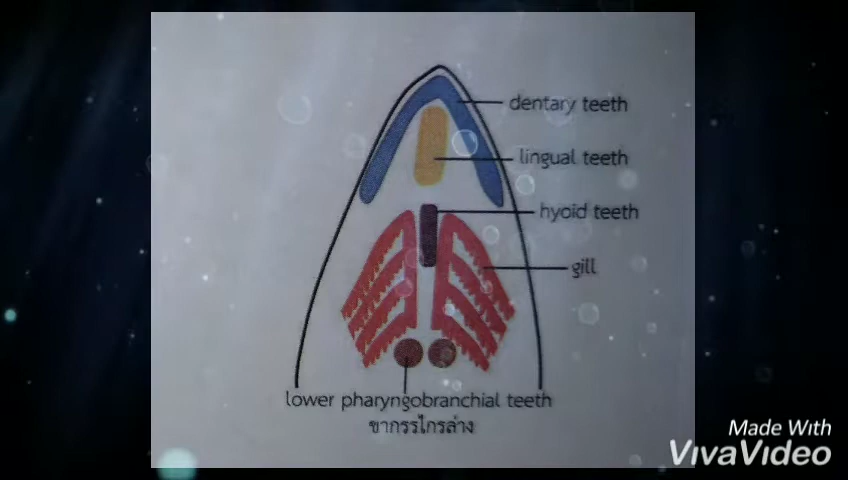 dentary teeth
lingual teeth
hyoid teeth
gill
lower pharyngobranchial teeth
ขากรรไกรล่าง
Made With
VivaVideo